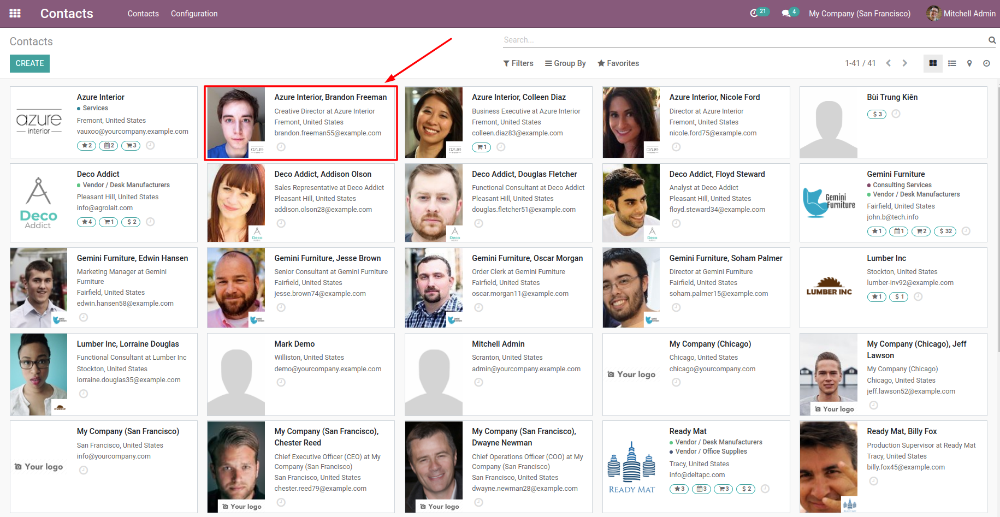 Contacts
Contacts
Configuration
21
4
My Company (San Francisco)
Mitchell Admin
Contacts
Search...
CREATE
Filters
Group By
Favorites
1-41 / 41
azure
interior
Azure Interior
Services
Fremont, United States
vauxoo@yourcompany.example.com
2
2
3
azure
interior
Azure Interior, Brandon Freeman
Creative Director at Azure Interior
Fremont, United States
brandon.freeman55@example.com
azure
interior
Azure Interior, Colleen Diaz
Business Executive at Azure Interior
Fremont, United States
colleen.diaz83@example.com
1
azure
interior
Azure Interior, Nicole Ford
Director at Azure Interior
Fremont, United States
nicole.ford75@example.com
Bùi Trung Kiên
$ 3
Deco
Addict
Deco Addict
Vendor / Desk Manufacturers
Pleasant Hill, United States
info@agrolait.com
4
1
$ 2
Deco
Addict
Deco Addict, Addison Olson
Sales Representative at Deco Addict
Pleasant Hill, United States
addison.olson28@example.com
Deco
Addict
Deco Addict, Douglas Fletcher
Functional Consultant at Deco Addict
Pleasant Hill, United States
douglas.fletcher51@example.com
Deco
Addict
Deco Addict, Floyd Steward
Analyst at Deco Addict
Pleasant Hill, United States
floyd.steward34@example.com
Gemini
Furniture
Gemini Furniture
Consulting Services
Vendor / Desk Manufacturers
Fairfield, United States
john.b@tech.info
1
1
2
$ 32
Gemini
Furniture
Gemini Furniture, Edwin Hansen
Marketing Manager at Gemini
Furniture
Fairfield, United States
edwin.hansen58@example.com
Gemini
Furniture
Gemini Furniture, Jesse Brown
Senior Consultant at Gemini Furniture
Fairfield, United States
jesse.brown74@example.com
Gemini
Furniture
Gemini Furniture, Oscar Morgan
Order Clerk at Gemini Furniture
Fairfield, United States
oscar.morgan11@example.com
Gemini
Furniture
Gemini Furniture, Soham Palmer
Director at Gemini Furniture
Fairfield, United States
soham.palmer15@example.com
LUMBER INC
Lumber Inc
Stockton, United States
lumber-inv92@example.com
1
$ 1
LUMBER INC
Lumber Inc, Lorraine Douglas
Functional Consultant at Lumber Inc
Stockton, United States
lorraine.douglas35@example.com
Mark Demo
Williston, United States
demo@yourcompany.example.com
Mitchell Admin
Scranton, United States
admin@yourcompany.example.com
Your logo
My Company (Chicago)
Chicago, United States
chicago@yourcompany.com
Your logo
My Company (Chicago), Jeff
Lawson
My Company (Chicago)
Chicago, United States
jeff.lawson52@example.com
Your logo
My Company (San Francisco)
San Francisco, United States
info@yourcompany.com
Your logo
My Company (San Francisco),
Chester Reed
Chief Executive Officer (CEO) at My
Company (San Francisco)
San Francisco, United States
chester.reed79@example.com
Your logo
My Company (San Francisco),
Dwayne Newman
Chief Operations Officer (COO) at My
Company (San Francisco)
San Francisco, United States
dwayne.newman28@example.com
READY MAT
Ready Mat
Vendor / Desk Manufacturers
Vendor / Office Supplies
Tracy, United States
info@deltapc.com
3
3
3
$ 2
READY MAT
Ready Mat, Billy Fox
Production Supervisor at Ready Mat
Tracy, United States
billy.fox45@example.com